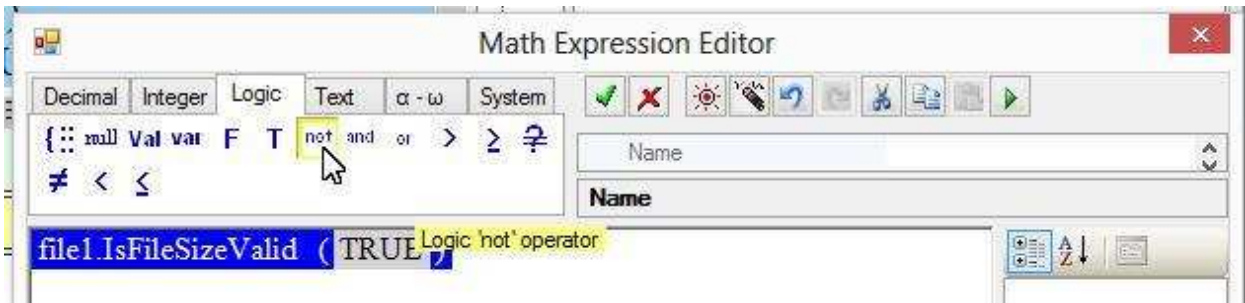 Math Expression Editor
Decimal Integer Logic Text α - ω System
{ null Val var F T not and or > ≥ = 
≠ < ≤
Name
Name
Logic 'not' operator
file1.IsFileSizeValid ( TRUE )